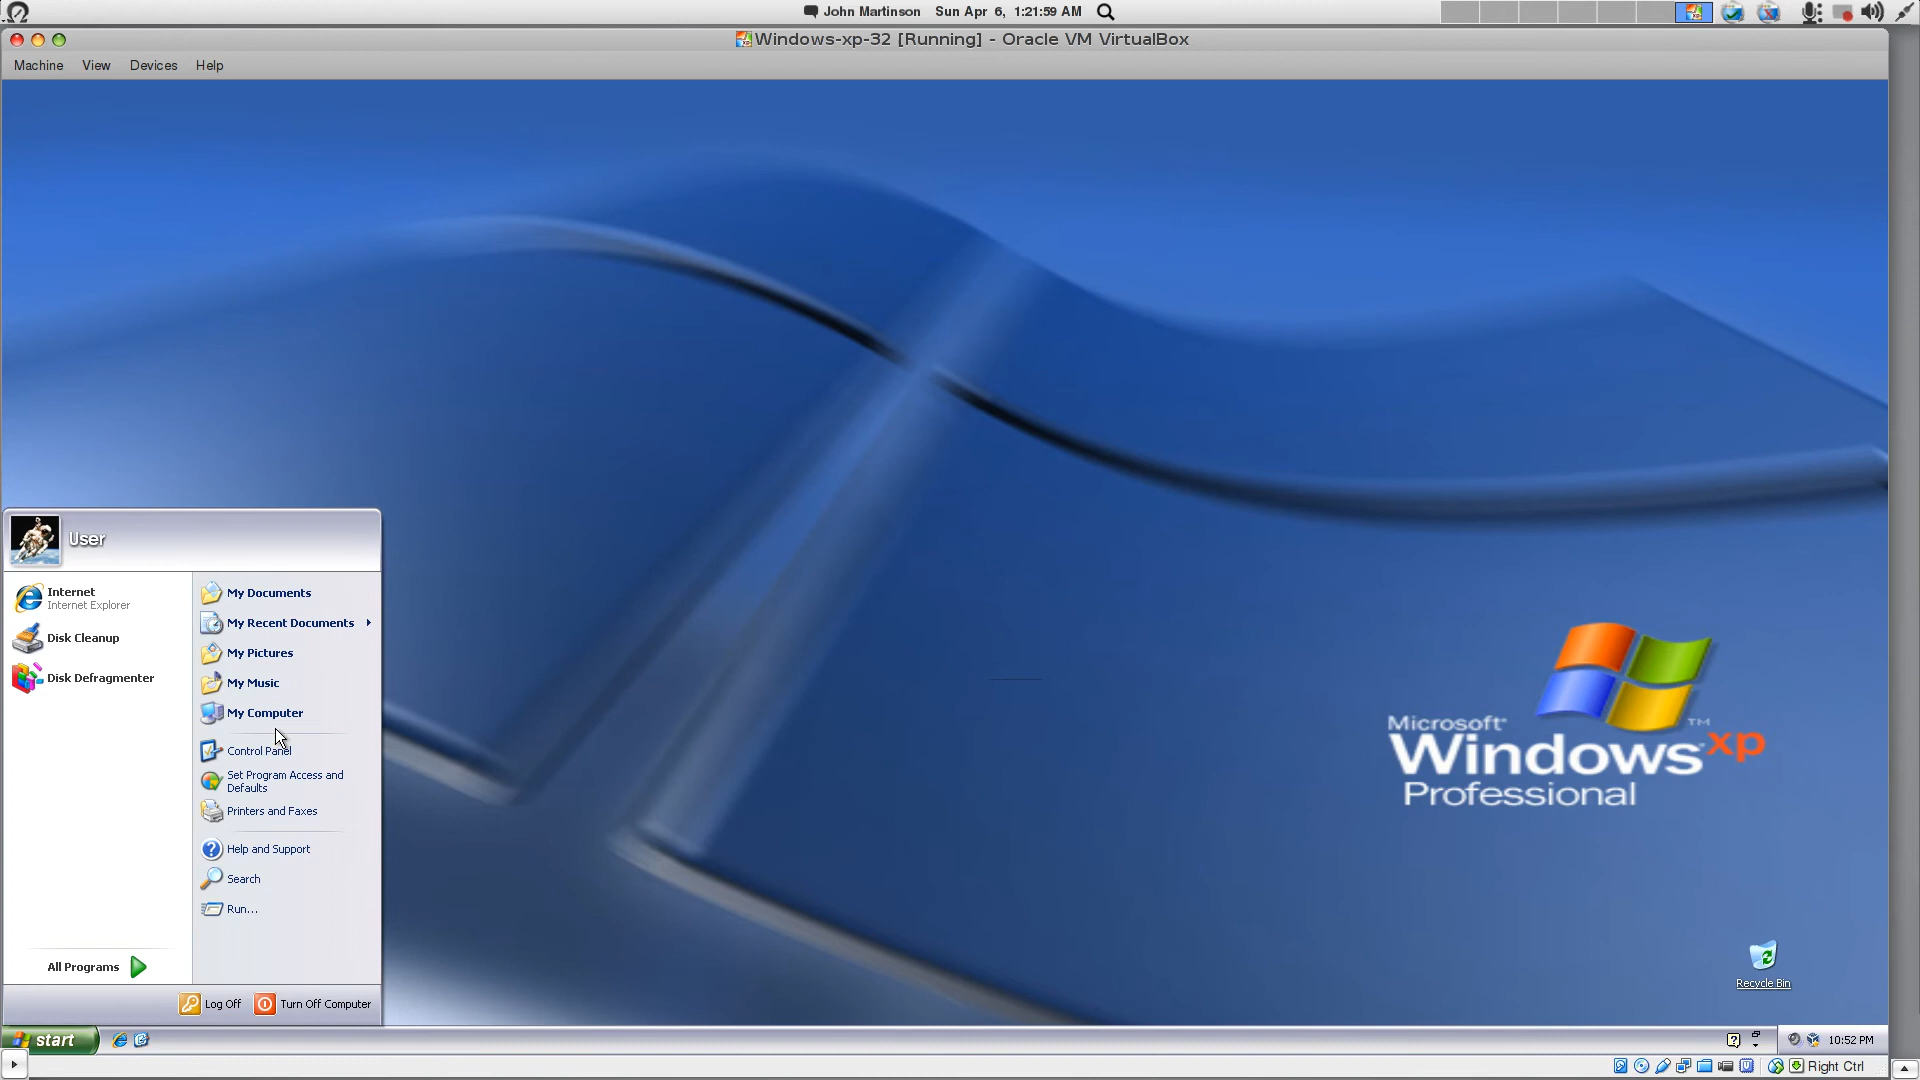 John Martinson Sun Apr 6, 1:21:59 AM
Windows-xp-32 [Running] - Oracle VM VirtualBox
Machine View Devices Help
User
Internet
Internet Explorer
Disk Cleanup
Disk Defragmenter
All Programs
My Documents
My Recent Documents
My Pictures
My Music
My Computer
Control Panel
Set Program Access and
Defaults
Printers and Faxes
Help and Support
Search
Run...
Log Off Turn Off Computer
Microsoft®
Windows xp ™
Professional
Recycle Bin
start
10:52 PM
Right Ctrl